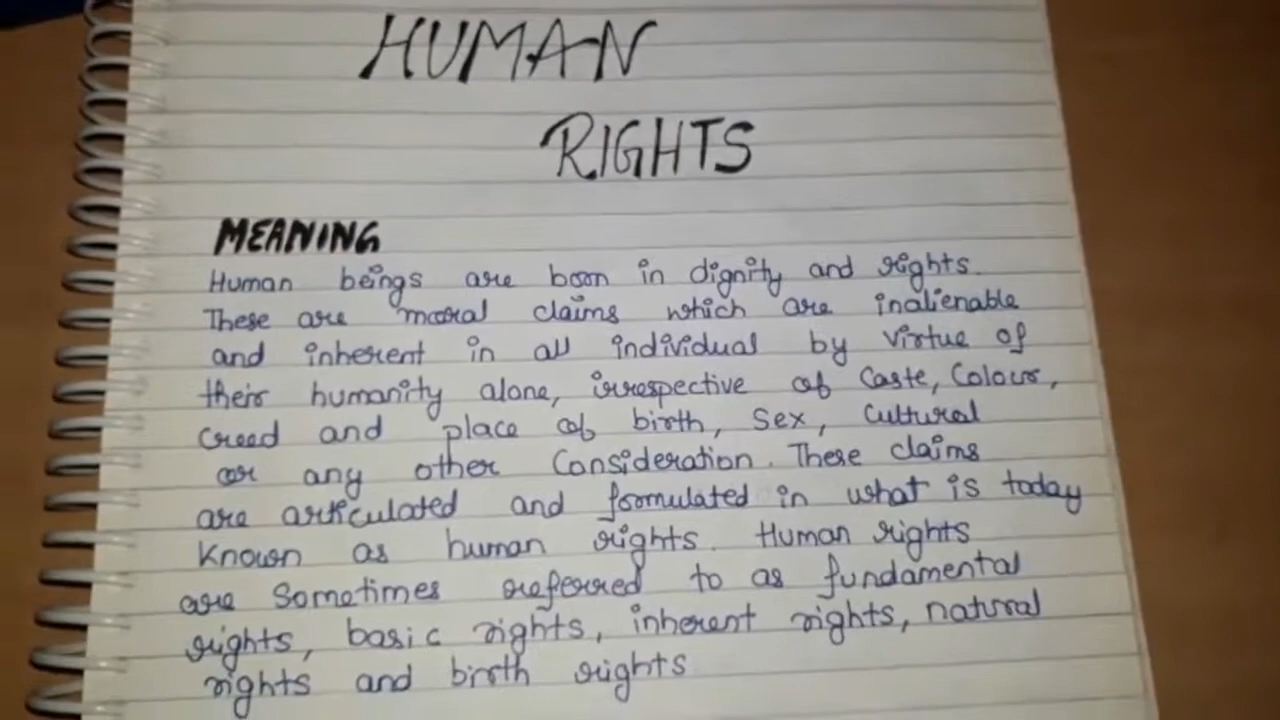 HUMAN
RIGHTS
MEANING
Human beings are born in dignity and rights.
These are moral claims which are inalienable
and inherent in all individual by virtue of
their humanity alone, irrespective of Caste, Colour,
Creed and place of birth, Sex, Cultural
or any other Consideration. These claims
are articulated and formulated in what is today
known as human rights. Human rights
are Sometimes referred to as fundamental
rights, basic rights, inherent rights, natural
rights and birth rights